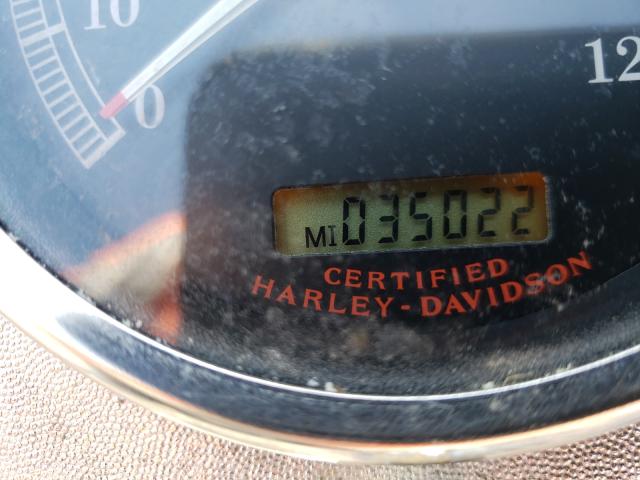 10
0
12
MI 035022
CERTIFIED
HARLEY-DAVIDSON